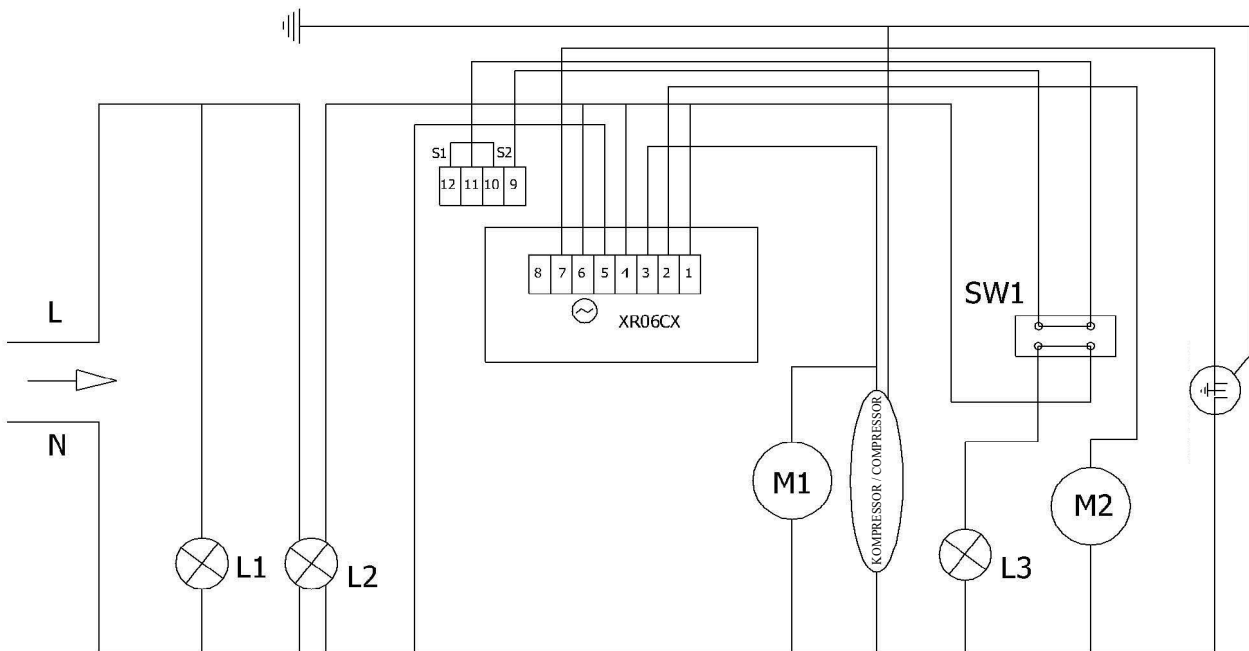 S1
S2
12 11 10 9
L
8 7 6 5 4 3 2 1
SW1
XR06CX
N
M1
KOMPRESSOR / COMPRESSOR
M2
L1
L2
L3